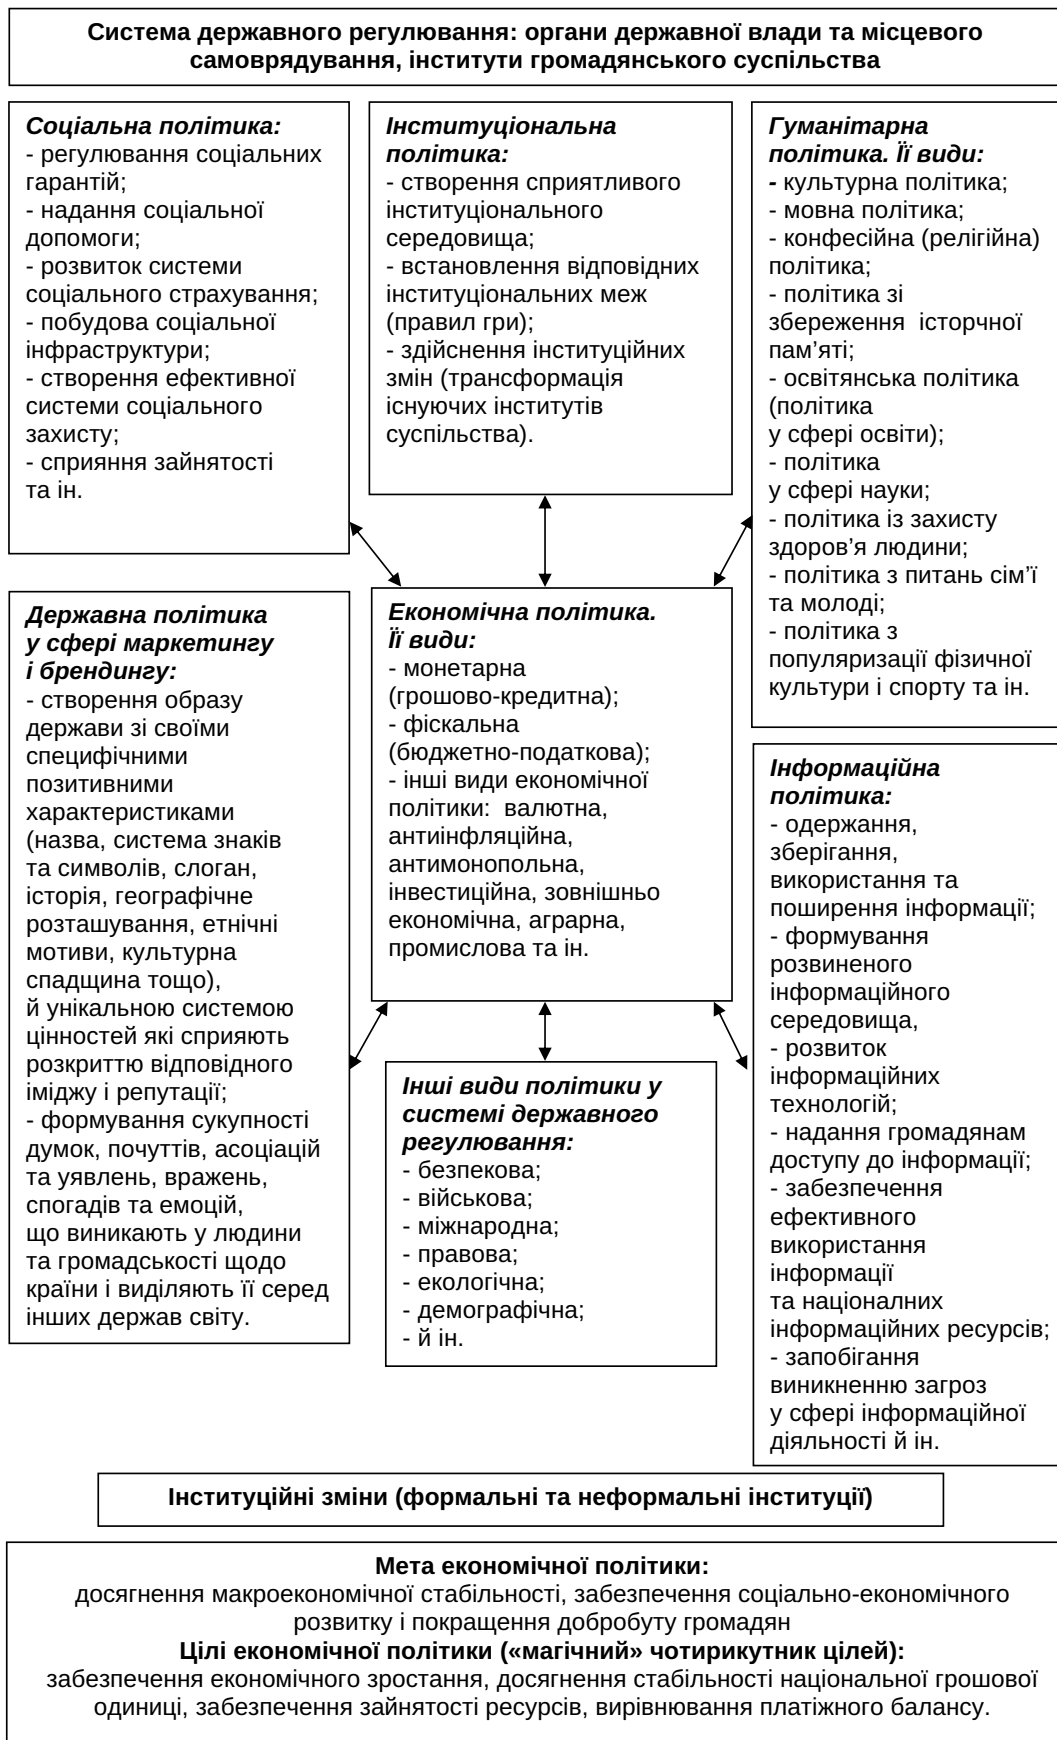 Система державного регулювання: органи державної влади та місцевого
самоврядування, інститути громадянського суспільства
Соціальна політика:
- регулювання соціальних
гарантій;
- надання соціальної
допомоги;
- розвиток системи
соціального страхування;
- побудова соціальної
інфраструктури;
- створення ефективної
системи соціального
захисту;
- сприяння зайнятості
та ін.
Інституціональна
політика:
- створення сприятливого
інституціонального
середовища;
- встановлення відповідних
інституціональних меж
(правил гри);
- здійснення інституційних
змін (трансформація
існуючих інститутів
суспільства).
Гуманітарна
політика. Її види:
- культурна політика;
- мовна політика;
- конфесійна (релігійна)
політика;
- політика зі
збереження  історчної
пам’яті;
- освітянська політика
(політика
у сфері освіти);
- політика
у сфері науки;
- політика із захисту
здоров’я людини;
- політика з питань сім’ї
та молоді;
- політика з
популяризації фізичної
культури і спорту та ін.
Державна політика
у сфері маркетингу
і брендингу:
- створення образу
держави зі своїми
специфічними
позитивними
характеристиками
(назва, система знаків
та символів, слоган,
історія, географічне
розташування, етнічні
мотиви, культурна
спадщина тощо),
й унікальною системою
цінностей які сприяють
розкриттю відповідного
іміджу і репутації;
- формування сукупності
думок, почуттів, асоціацій
та уявлень, вражень,
спогадів та емоцій,
що виникають у людини
та громадськості щодо
країни і виділяють її серед
інших держав світу.
Економічна політика.
Її види:
- монетарна
(грошово-кредитна);
- фіскальна
(бюджетно-податкова);
- інші види економічної
політики:  валютна,
антиінфляційна,
антимонопольна,
інвестиційна, зовнішньо
економічна, аграрна,
промислова та ін.
Інформаційна
політика:
- одержання,
зберігання,
використання та
поширення інформації;
- формування
розвиненого
інформаційного
середовища,
- розвиток
інформаційних
технологій;
- надання громадянам
доступу до інформації;
- забезпечення
ефективного
використання
інформації
та націоналних
інформаційних ресурсів;
- запобігання
виникненню загроз
у сфері інформаційної
діяльності й ін.
Інші види політики у
системі державного
регулювання:
- безпекова;
- військова;
- міжнародна;
- правова;
- екологічна;
- демографічна;
- й ін.
Інституційні зміни (формальні та неформальні інституції)
Мета економічної політики:
досягнення макроекономічної стабільності, забезпечення соціально-економічного
розвитку і покращення добробуту громадян
Цілі економічної політики («магічний» чотирикутник цілей):
забезпечення економічного зростання, досягнення стабільності національної грошової
одиниці, забезпечення зайнятості ресурсів, вирівнювання платіжного балансу.